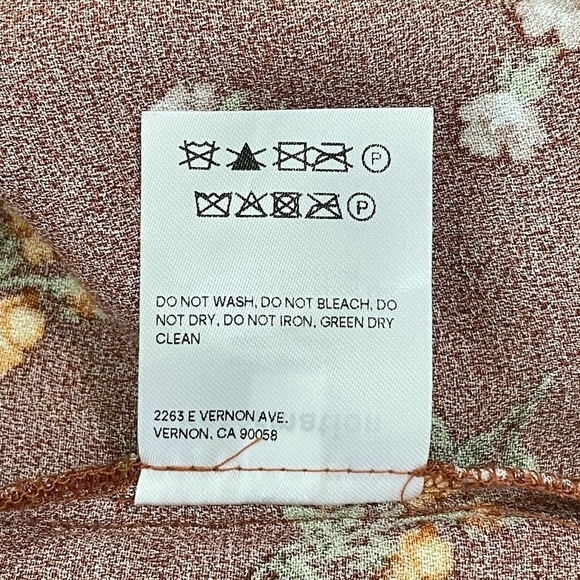 P
P
DO NOT WASH, DO NOT BLEACH, DO
NOT DRY, DO NOT IRON, GREEN DRY
CLEAN
2263 E VERNON AVE.
VERNON, CA 90058